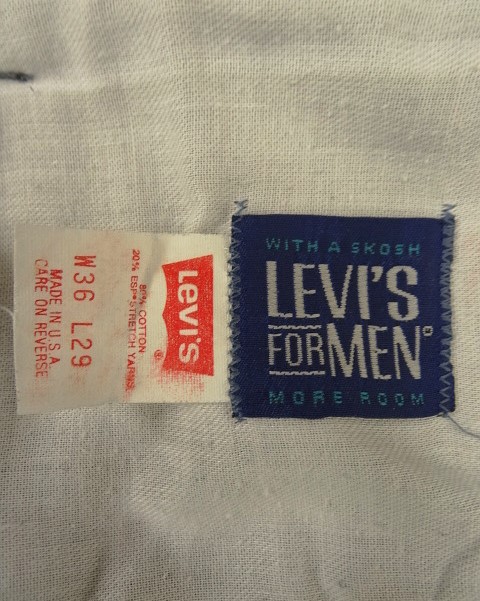 LEVI'S
®
80% COTTON
20% ESP® STRETCH YARNS
W36 L29
MADE IN U.S.A
CARE ON REVERSE
WITH A SKOSH
LEVI'S
FOR MEN
MORE ROOM